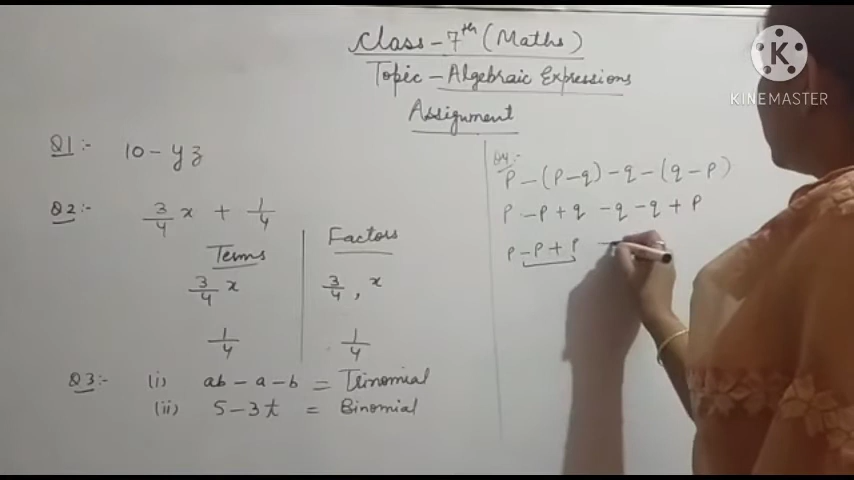 Class - 7th (Maths)
Topic - Algebraic Expressions
Assignment
Q1:- 10 - yz
Q2:- 3/4 x + 1/4
Terms | Factors
3/4 x | 3/4, x
1/4 | 1/4
Q3:- (i) ab - a - b = Trinomial
(ii) 5 - 3t = Binomial
Q4:-
p - (p - q) - q - (q - p)
p - p + q - q - q + p
p - p + p -
K
KINEMASTER